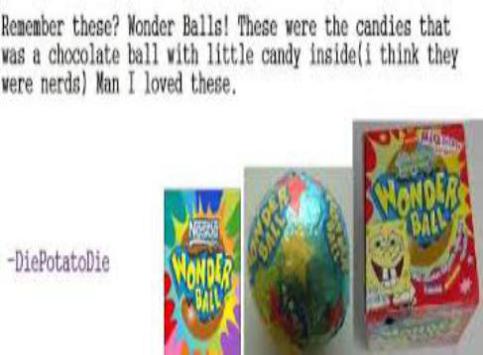 Remember these? Wonder Balls! These were the candies that
was a chocolate ball with little candy inside(i think they
were nerds) Man I loved these.
-DiePotatoDie
Nestle
WONDER
BALL
WONDER
BALL
WONDER
BALL